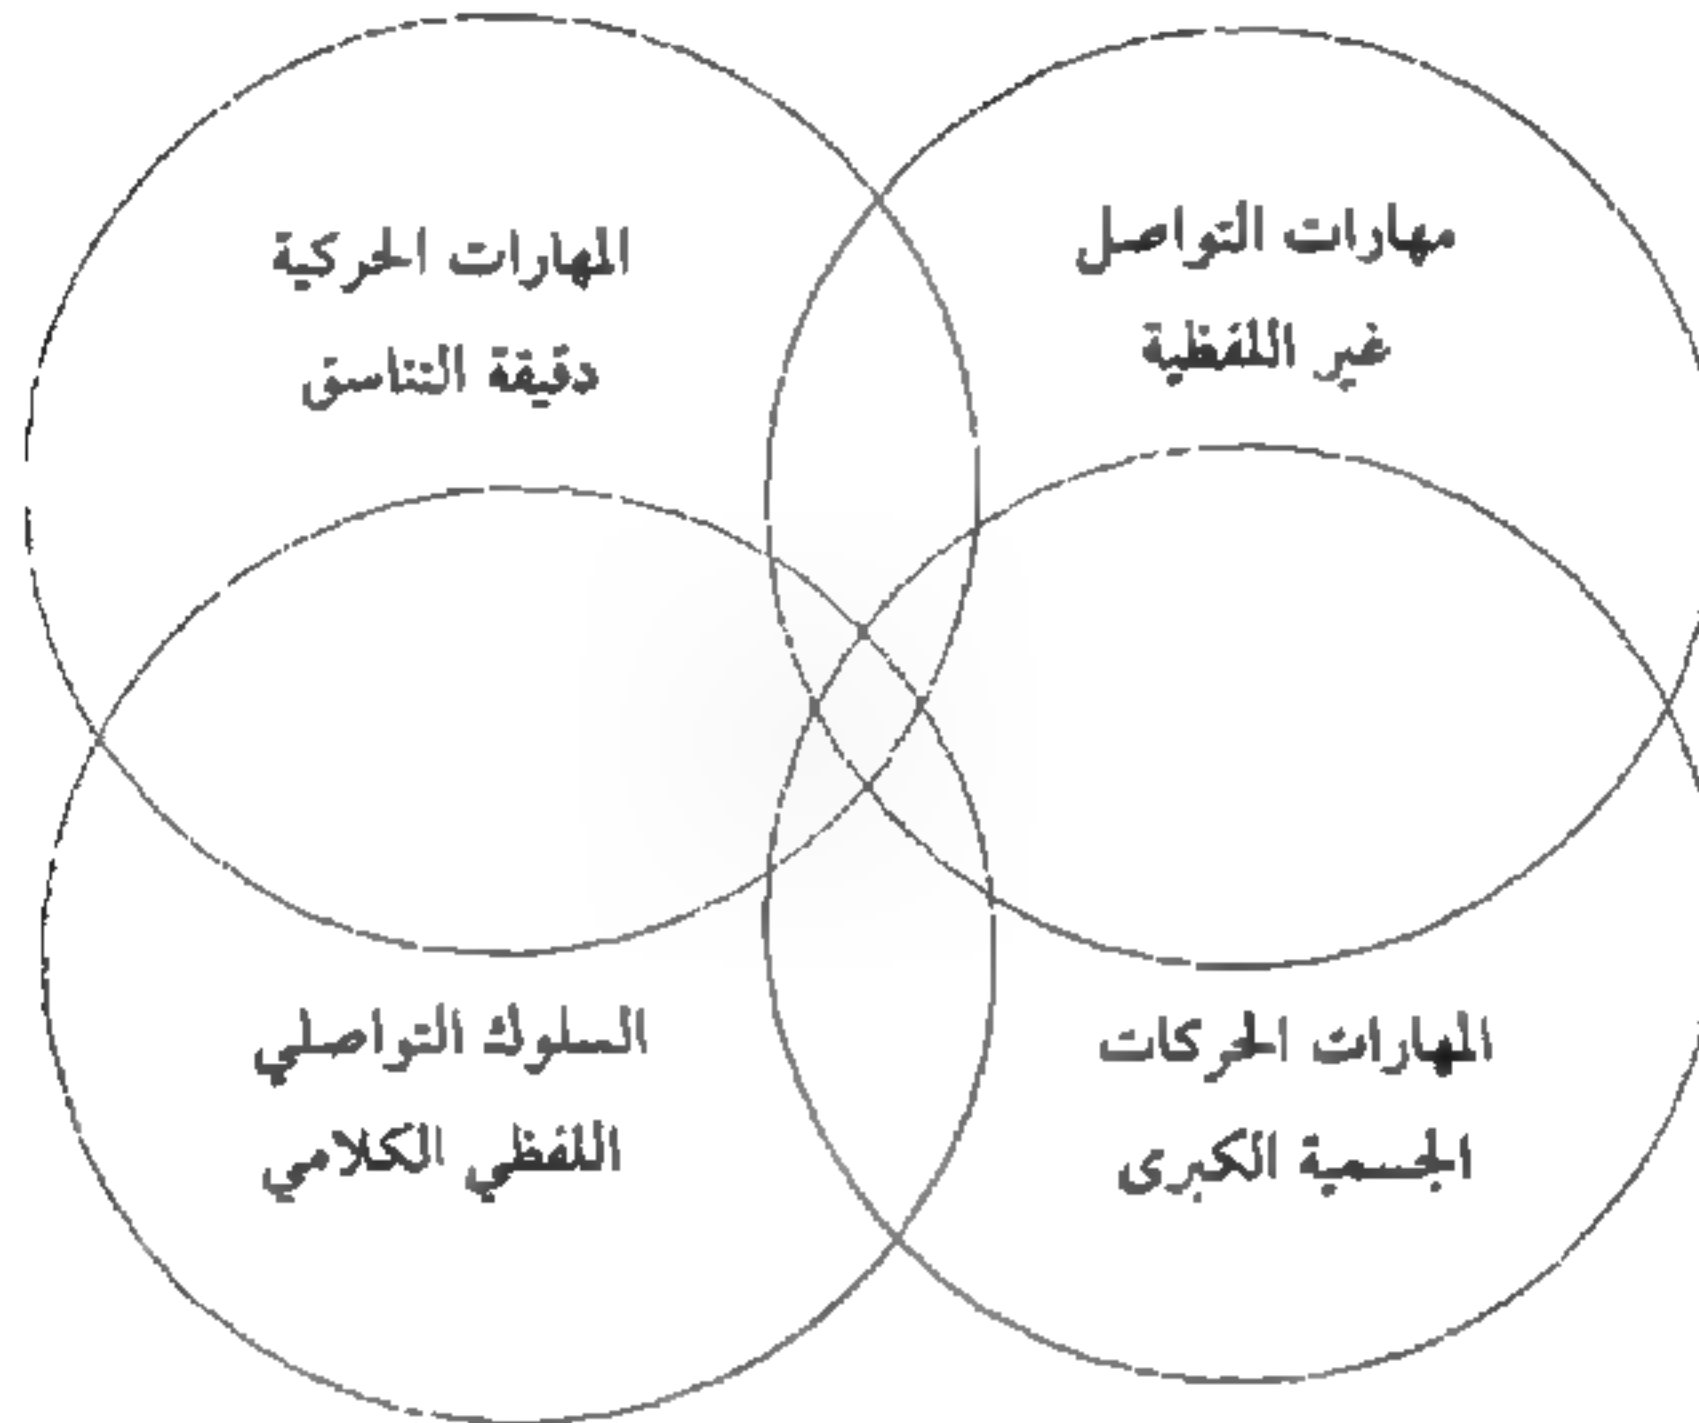 مهارات التواصل
غير اللفظية
المهارات الحركية
دقيقة التناسق
المهارات الحركات
الجسمية الكبرى
السلوك التواصلي
اللفظي الكلامي